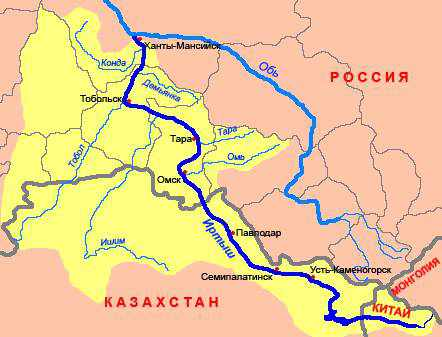 Ханты-Мансийск
Конда
Обь
РОССИЯ
Демьянка
Тобольск
Тара
Тара
Тобол
Омь
Омск
Иртыш
Павлодар
Ишим
Семипалатинск
Усть-Каменогорск
МОНГОЛИЯ
КАЗАХСТАН
КИТАЙ